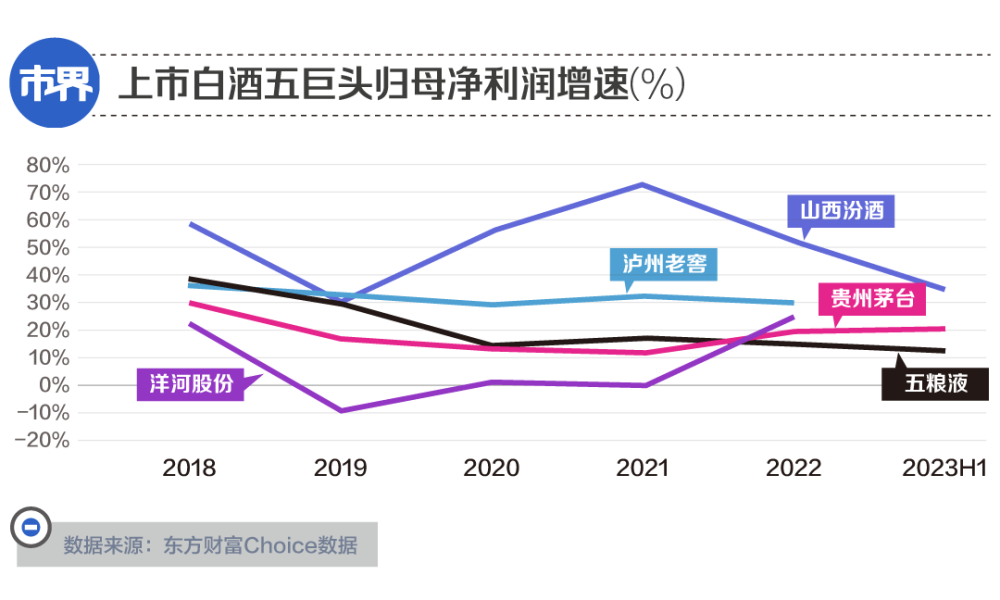 市界
上市白酒五巨头归母净利润增速(%)
80%
70%
60%
50%
40%
30%
20%
10%
0%
−10%
−20%
山西汾酒
泸州老窖
贵州茅台
洋河股份
五粮液
2018 2019 2020 2021 2022 2023H1
数据来源：东方财富Choice数据